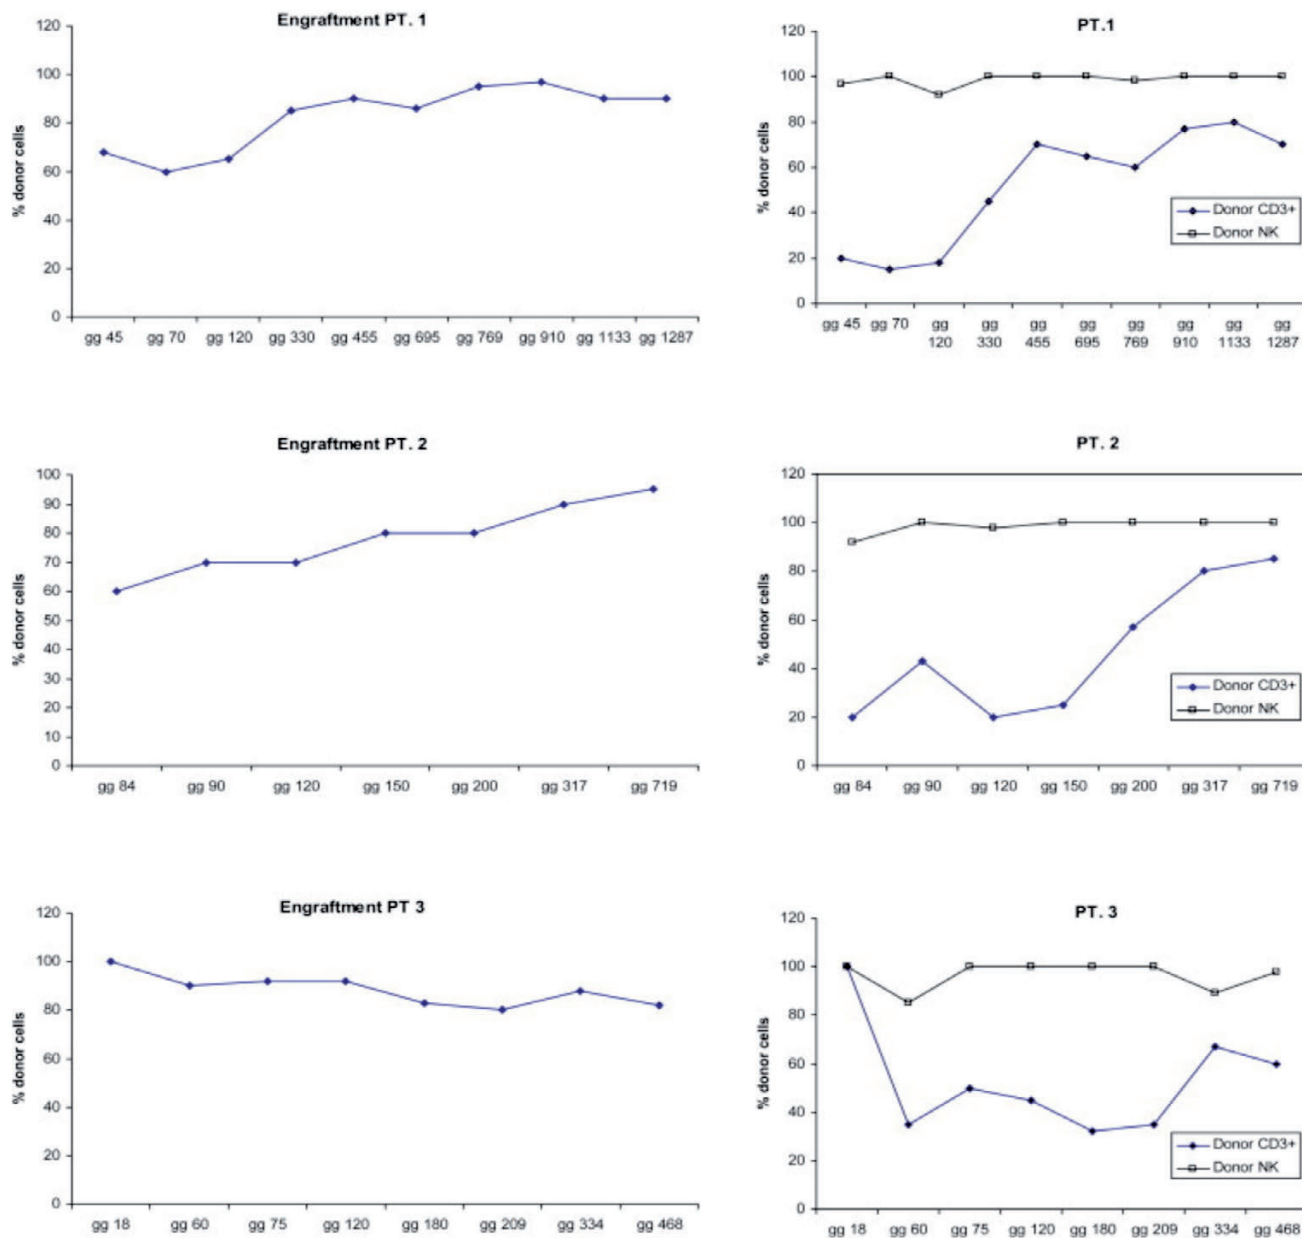 Engraftment PT. 1
% donor cells
120
100
80
60
40
20
0
gg 45 gg 70 gg 120 gg 330 gg 455 gg 695 gg 769 gg 910 gg 1133 gg 1287
PT.1
% donor cells
120
100
80
60
40
20
0
Donor CD3+
Donor NK
gg 45 gg 70 gg 120 gg 330 gg 455 gg 695 gg 769 gg 910 gg 1133 gg 1287
Engraftment PT. 2
% donor cells
100
90
80
70
60
50
40
30
20
10
0
gg 84 gg 90 gg 120 gg 150 gg 200 gg 317 gg 719
PT. 2
% donor cells
120
100
80
60
40
20
0
Donor CD3+
Donor NK
gg 84 gg 90 gg 120 gg 150 gg 200 gg 317 gg 719
Engraftment PT 3
% donor cells
120
100
80
60
40
20
0
gg 18 gg 60 gg 75 gg 120 gg 180 gg 209 gg 334 gg 468
PT. 3
% donor cells
120
100
80
60
40
20
0
Donor CD3+
Donor NK
gg 18 gg 60 gg 75 gg 120 gg 180 gg 209 gg 334 gg 468